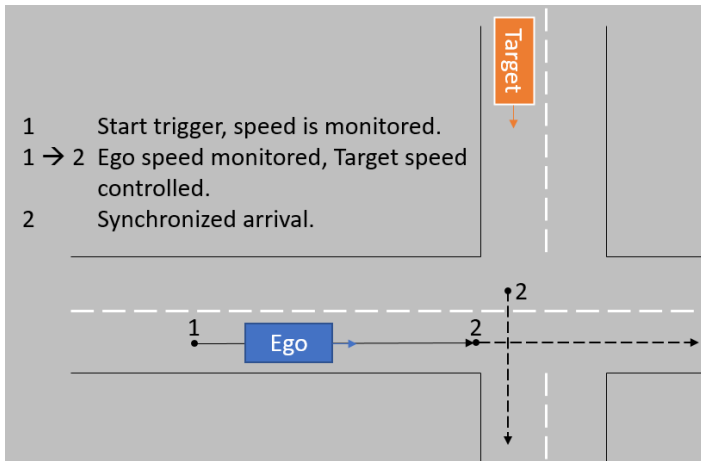 Target
1 Start trigger, speed is monitored.
1 → 2 Ego speed monitored, Target speed
controlled.
2 Synchronized arrival.
2
1
Ego
2